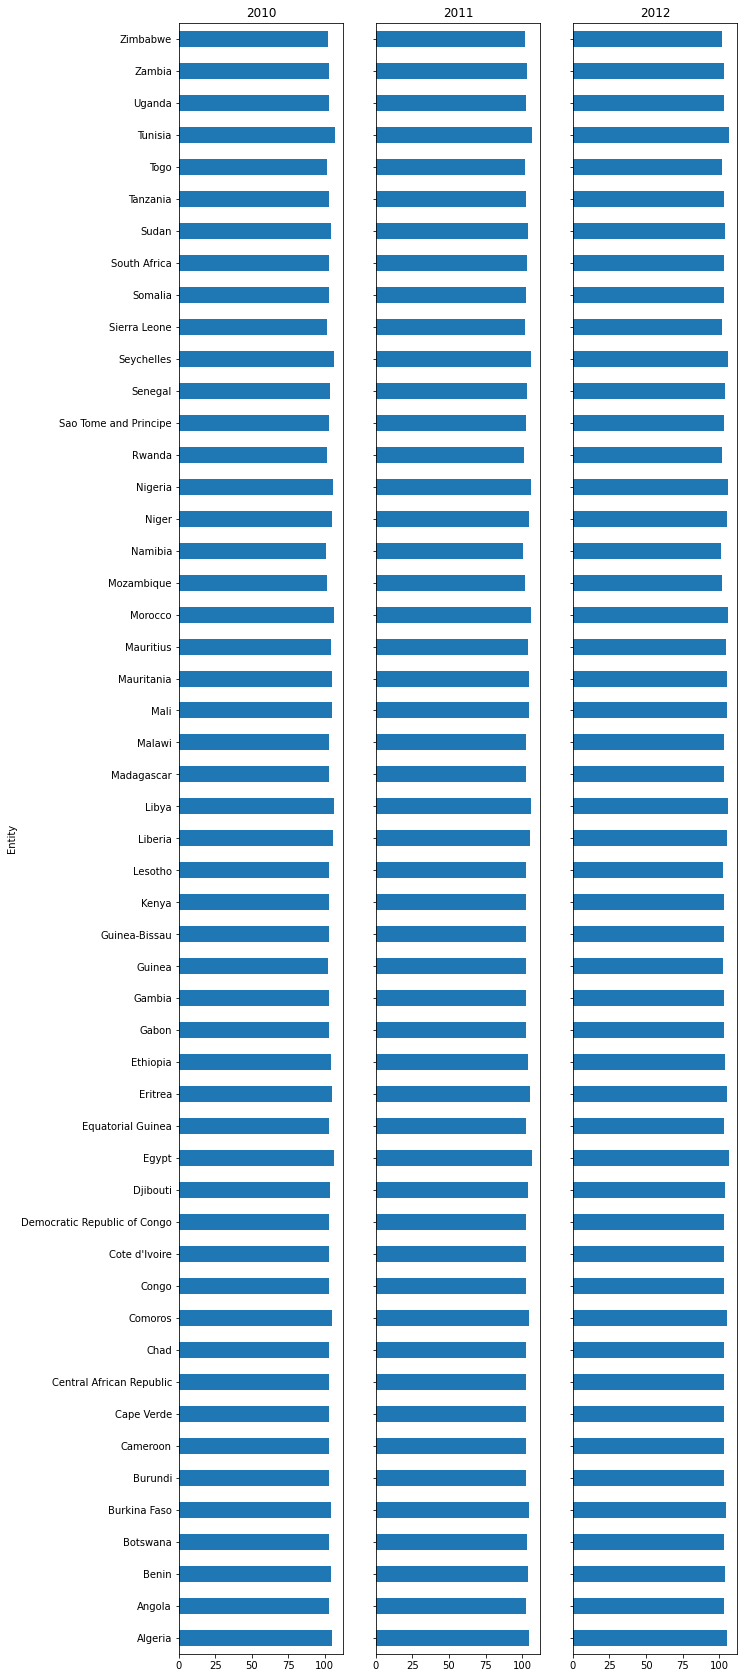 2010 2011 2012
Zimbabwe
Zambia
Uganda
Tunisia
Togo
Tanzania
Sudan
South Africa
Somalia
Sierra Leone
Seychelles
Senegal
Sao Tome and Principe
Rwanda
Nigeria
Niger
Namibia
Mozambique
Morocco
Mauritius
Mauritania
Mali
Malawi
Madagascar
Libya
Entity
Liberia
Lesotho
Kenya
Guinea-Bissau
Guinea
Gambia
Gabon
Ethiopia
Eritrea
Equatorial Guinea
Egypt
Djibouti
Democratic Republic of Congo
Cote d'Ivoire
Congo
Comoros
Chad
Central African Republic
Cape Verde
Cameroon
Burundi
Burkina Faso
Botswana
Benin
Angola
Algeria
0 25 50 75 100 0 25 50 75 100 0 25 50 75 100